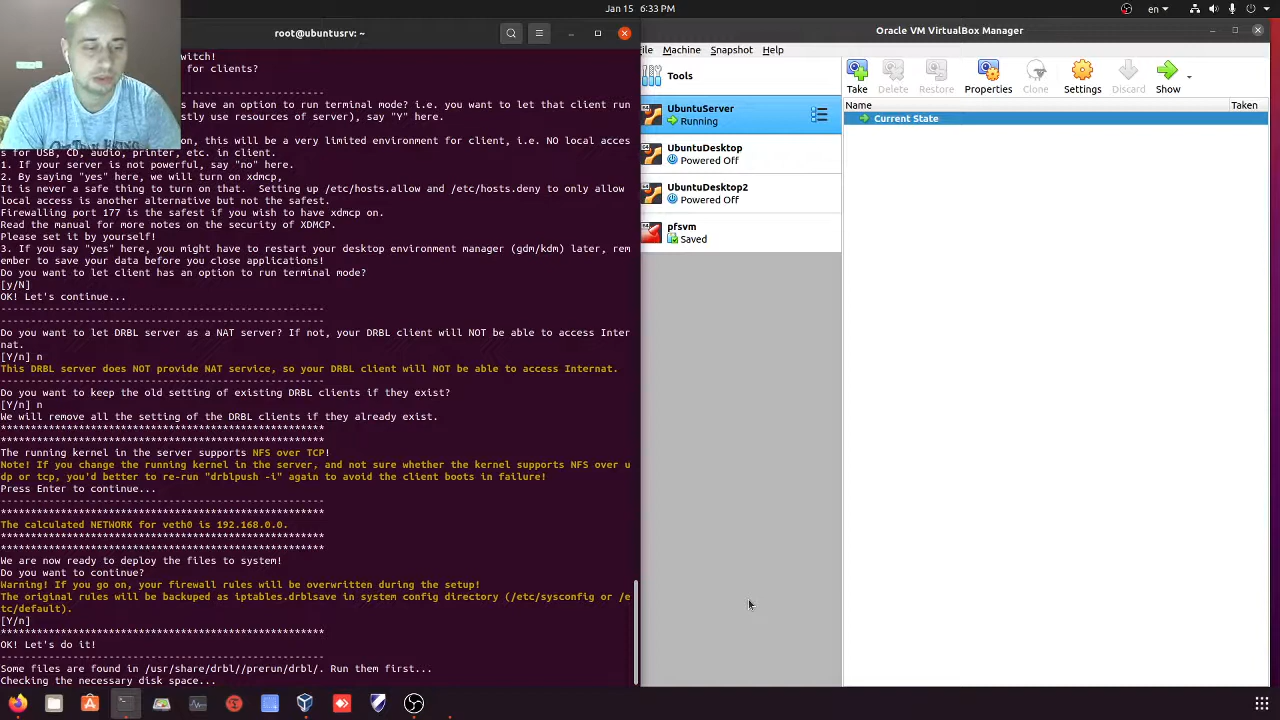 Jan 15 6:33 PM
en
root@ubuntusrv: ~
witch!
for clients?
--------------------------------------------------------
s have an option to run terminal mode? i.e. you want to let that client run
stly use resources of server), say "Y" here.
on, this will be a very limited environment for client, i.e. NO local acces
s for USB, CD, audio, printer, etc. in client.
1. If your server is not powerful, say "no" here.
2. By saying "yes" here, we will turn on xdmcp,
It is never a safe thing to turn on that.  Setting up /etc/hosts.allow and /etc/hosts.deny to only allow
local access is another alternative but not the safest.
Firewalling port 177 is the safest if you wish to have xdmcp on.
Read the manual for more notes on the security of XDMCP.
Please set it by yourself!
3. If you say "yes" here, you might have to restart your desktop environment manager (gdm/kdm) later, rem
ember to save your data before you close applications!
Do you want to let client has an option to run terminal mode?
[y/N]
OK! Let's continue...
--------------------------------------------------------
--------------------------------------------------------
Do you want to let DRBL server as a NAT server? If not, your DRBL client will NOT be able to access Inter
nat.
[Y/n] n
This DRBL server does NOT provide NAT service, so your DRBL client will NOT be able to access Internat.
--------------------------------------------------------
Do you want to keep the old setting of existing DRBL clients if they exist?
[Y/n] n
We will remove all the setting of the DRBL clients if they already exist.
******************************************************
******************************************************
The running kernel in the server supports NFS over TCP!
Note! If you change the running kernel in the server, and not sure whether the kernel supports NFS over u
dp or tcp, you'd better to re-run "drblpush -i" again to avoid the client boots in failure!
Press Enter to continue...
--------------------------------------------------------
******************************************************
The calculated NETWORK for veth0 is 192.168.0.0.
******************************************************
******************************************************
We are now ready to deploy the files to system!
Do you want to continue?
Warning! If you go on, your firewall rules will be overwritten during the setup!
The original rules will be backuped as iptables.drblsave in system config directory (/etc/sysconfig or /e
tc/default).
[Y/n]
******************************************************
OK! Let's do it!
--------------------------------------------------------
Some files are found in /usr/share/drbl//prerun/drbl/. Run them first...
Checking the necessary disk space...
Oracle VM VirtualBox Manager
ile Machine Snapshot Help
Tools
UbuntuServer
Running
UbuntuDesktop
Powered Off
UbuntuDesktop2
Powered Off
pfsvm
Saved
Take Delete Restore Properties Clone Settings Discard Show
Name Taken
Current State